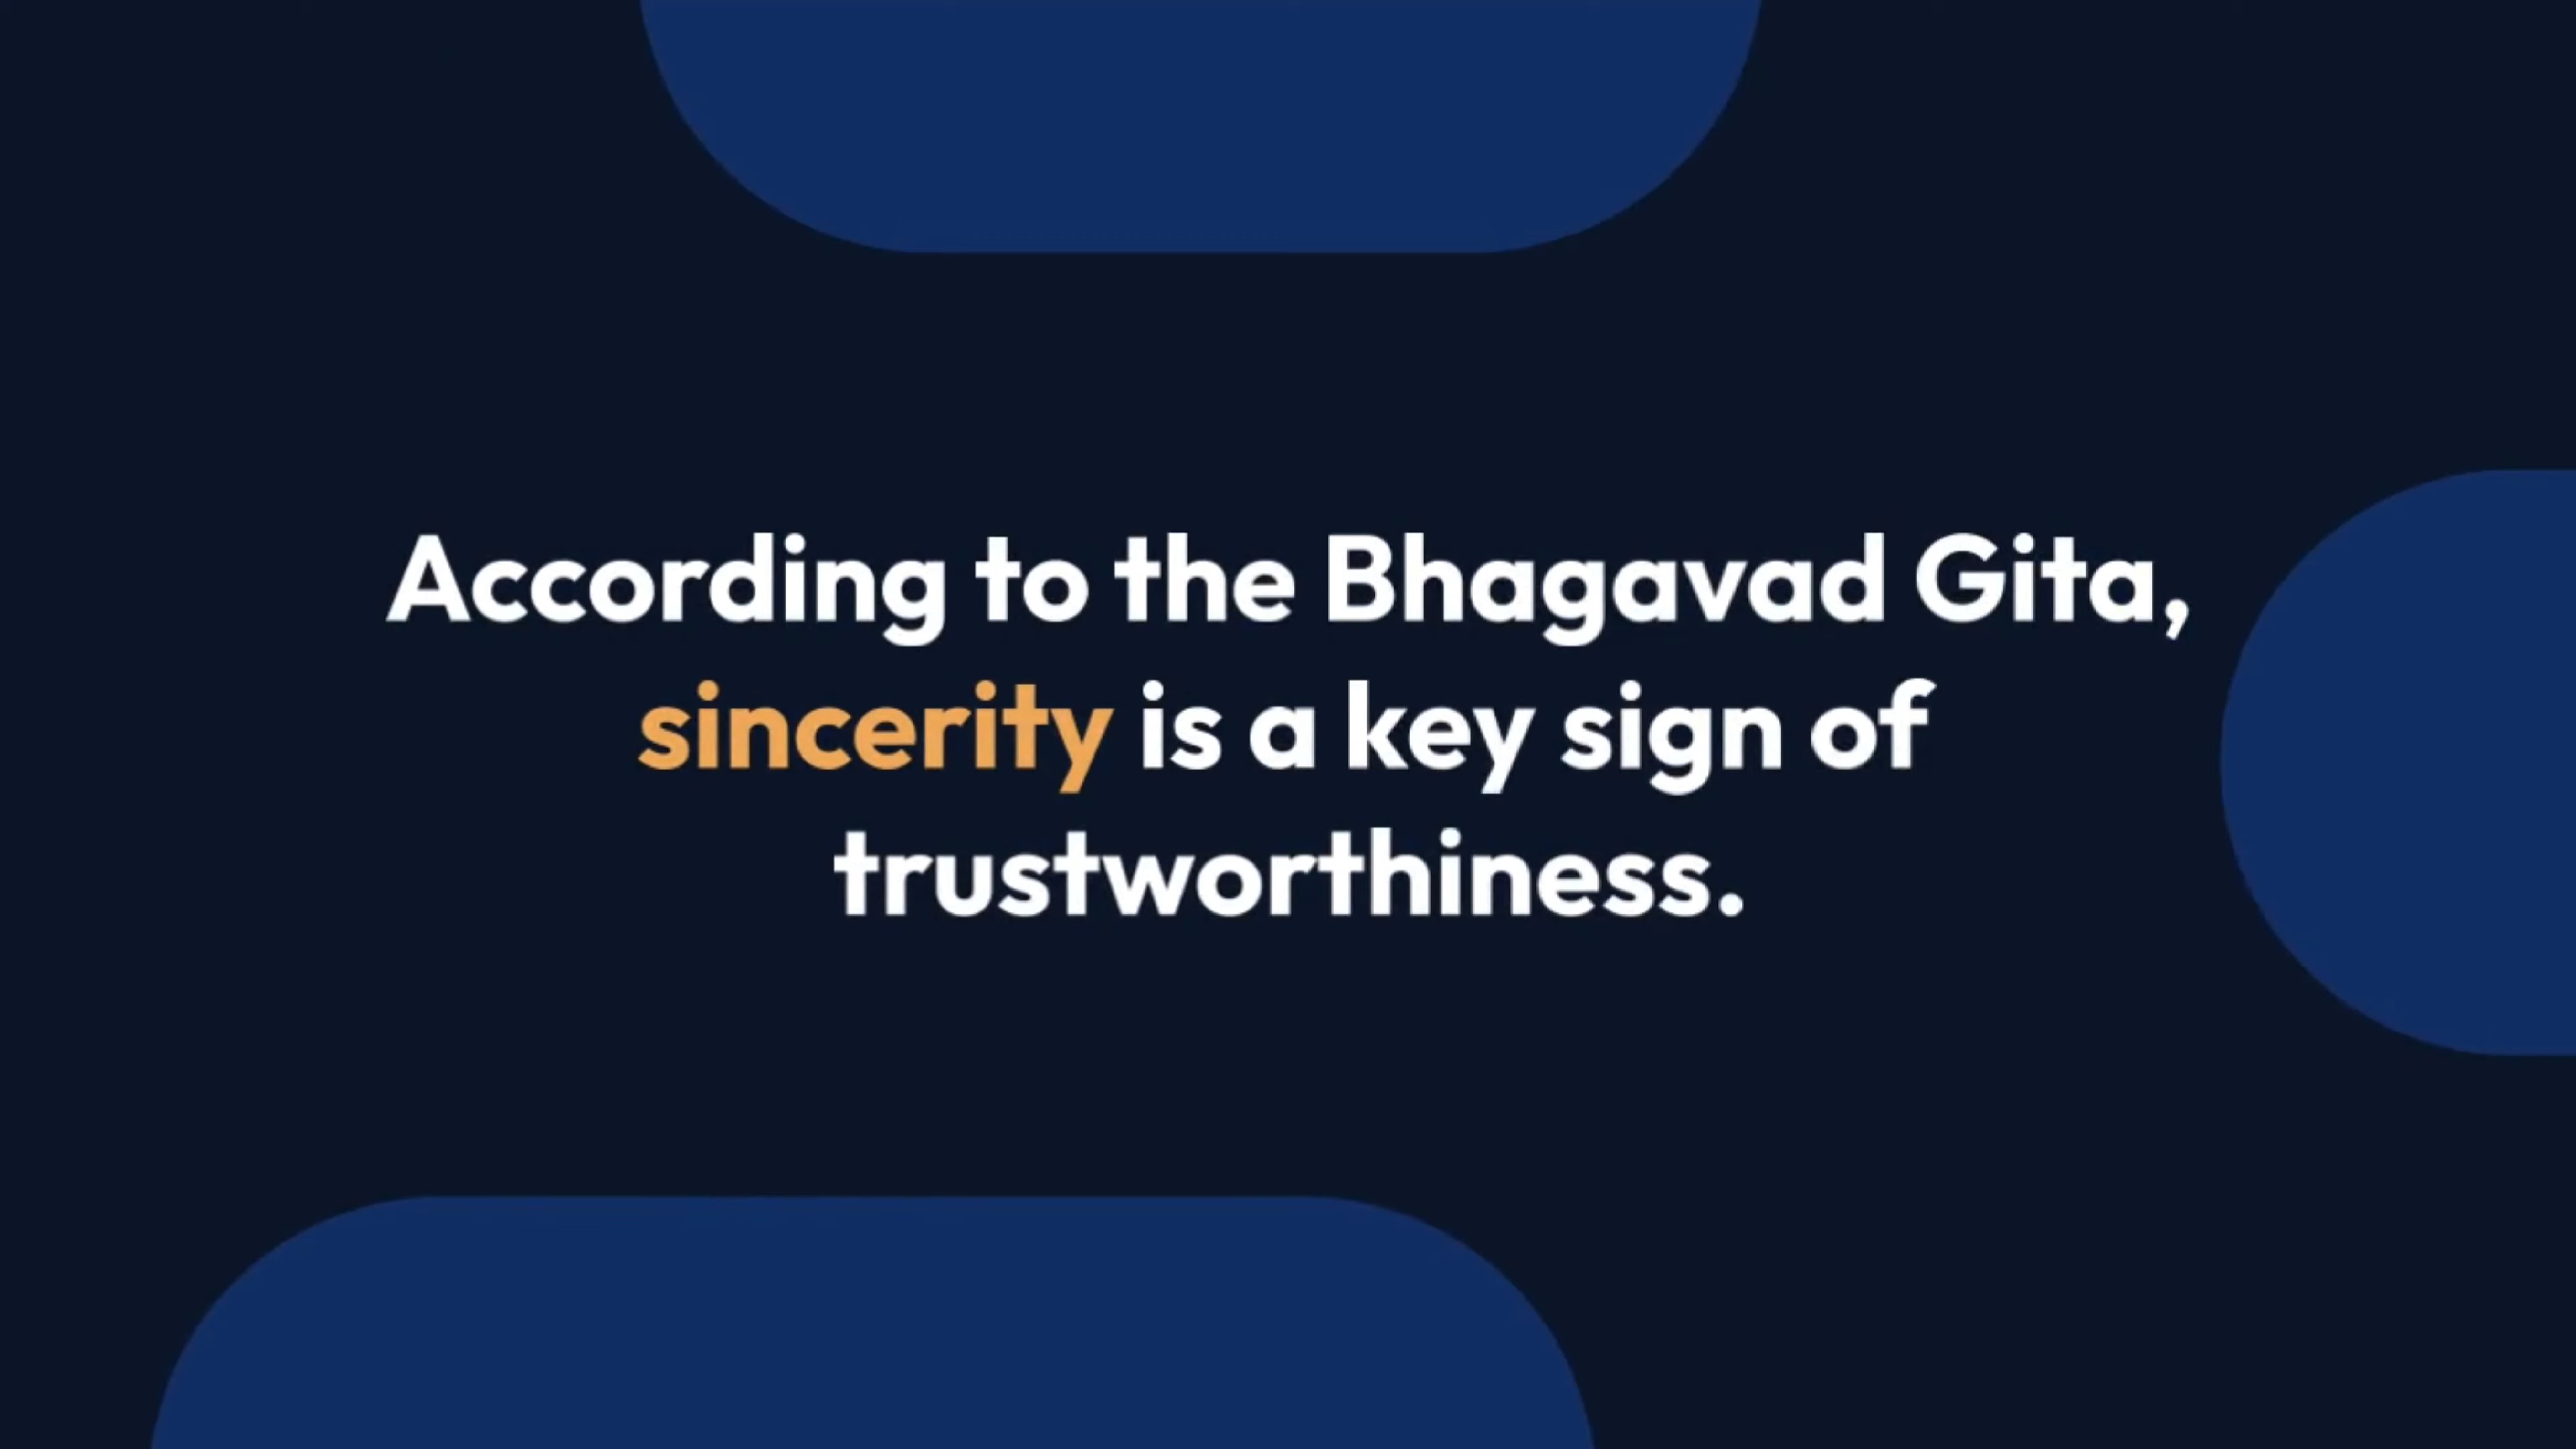 According to the Bhagavad Gita,
sincerity is a key sign of
trustworthiness.